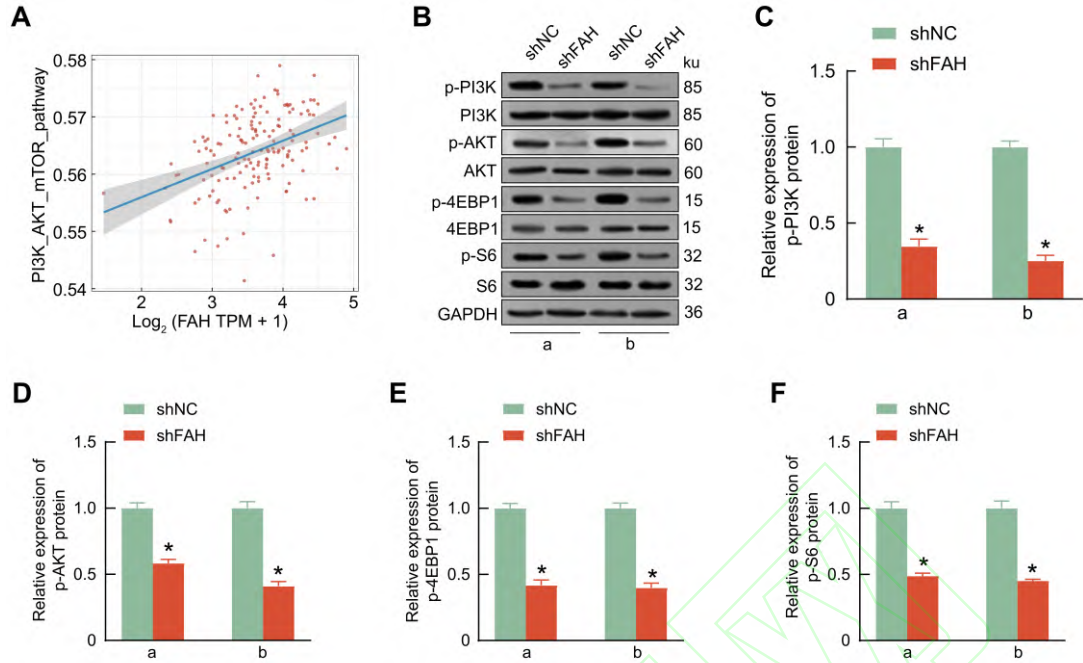 A
PI3K_AKT_mTOR_pathway
0.58
0.57
0.56
0.55
0.54
2
3
4
5
Log2 (FAH TPM + 1)
B
shNC
shFAH
shNC
shFAH
ku
p-PI3K
85
PI3K
85
p-AKT
60
AKT
60
p-4EBP1
15
4EBP1
15
p-S6
32
S6
32
GAPDH
36
a
b
C
shNC
shFAH
Relative expression of
p-PI3K protein
1.5
1.0
0.5
0
*
*
a
b
D
shNC
shFAH
Relative expression of
p-AKT protein
1.5
1.0
0.5
0
*
*
a
b
E
shNC
shFAH
Relative expression of
p-4EBP1 protein
1.5
1.0
0.5
0
*
*
a
b
F
shNC
shFAH
Relative expression of
p-S6 protein
1.5
1.0
0.5
0
*
*
a
b